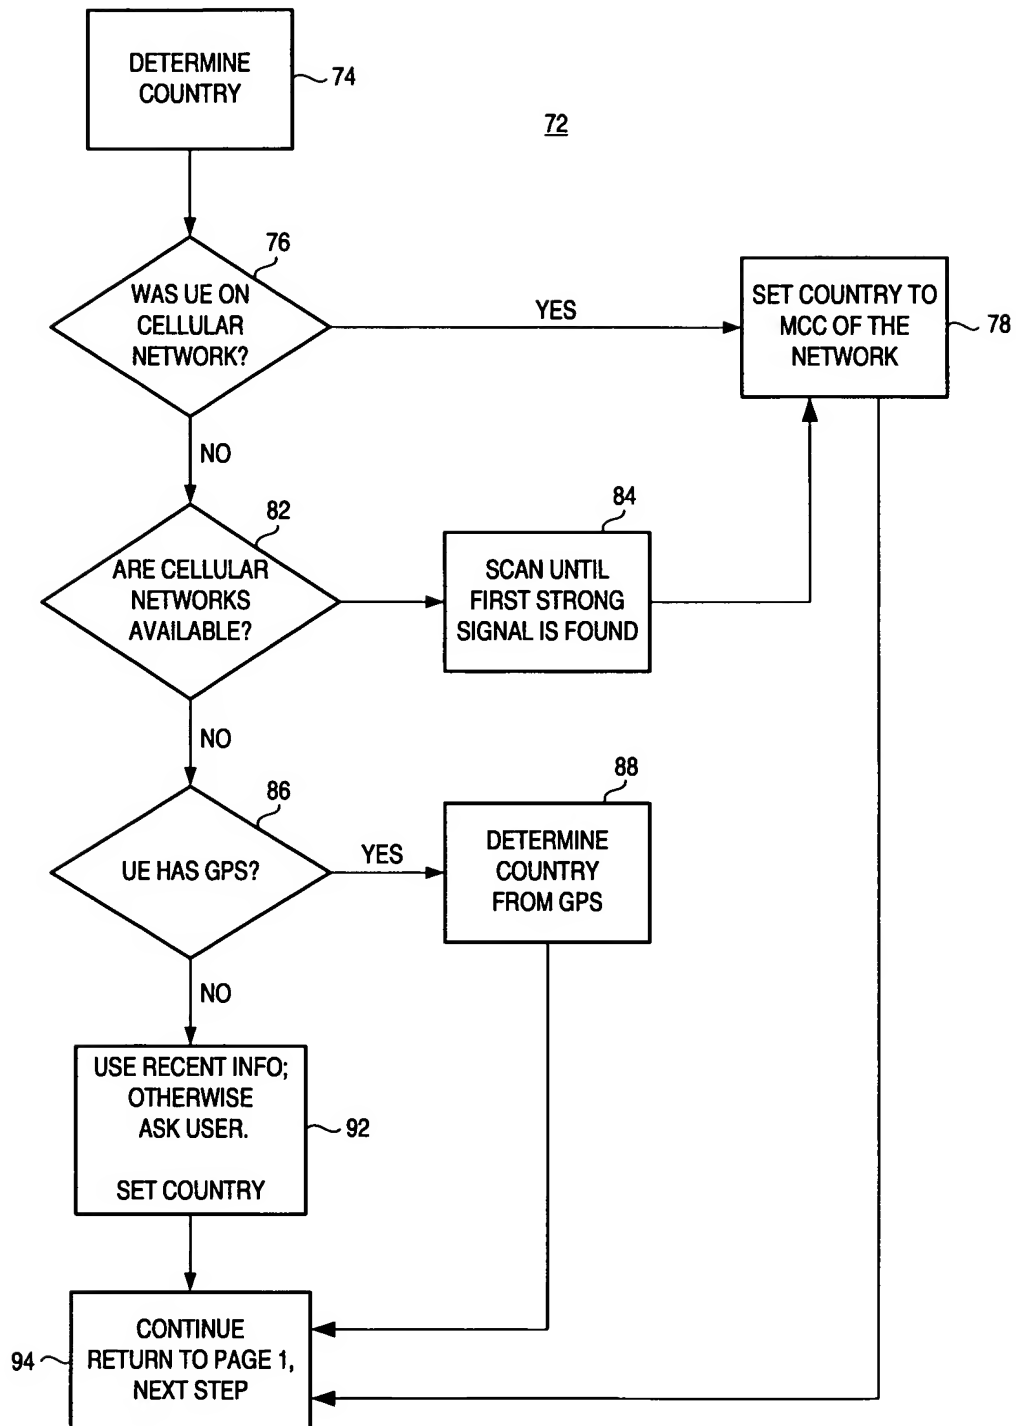 DETERMINE
COUNTRY
74
72
76
WAS UE ON
CELLULAR
NETWORK?
YES
SET COUNTRY TO
MCC OF THE
NETWORK
78
NO
82
ARE CELLULAR
NETWORKS
AVAILABLE?
84
SCAN UNTIL
FIRST STRONG
SIGNAL IS FOUND
NO
86
UE HAS GPS?
YES
88
DETERMINE
COUNTRY
FROM GPS
NO
USE RECENT INFO;
OTHERWISE
ASK USER.
SET COUNTRY
92
94
CONTINUE
RETURN TO PAGE 1,
NEXT STEP